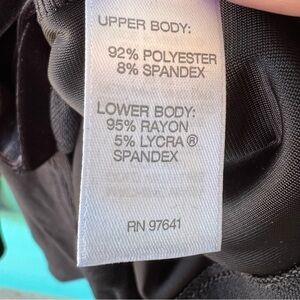 UPPER BODY:
92% POLYESTER
8% SPANDEX
LOWER BODY:
95% RAYON
5% LYCRA ®
SPANDEX
RN 97641